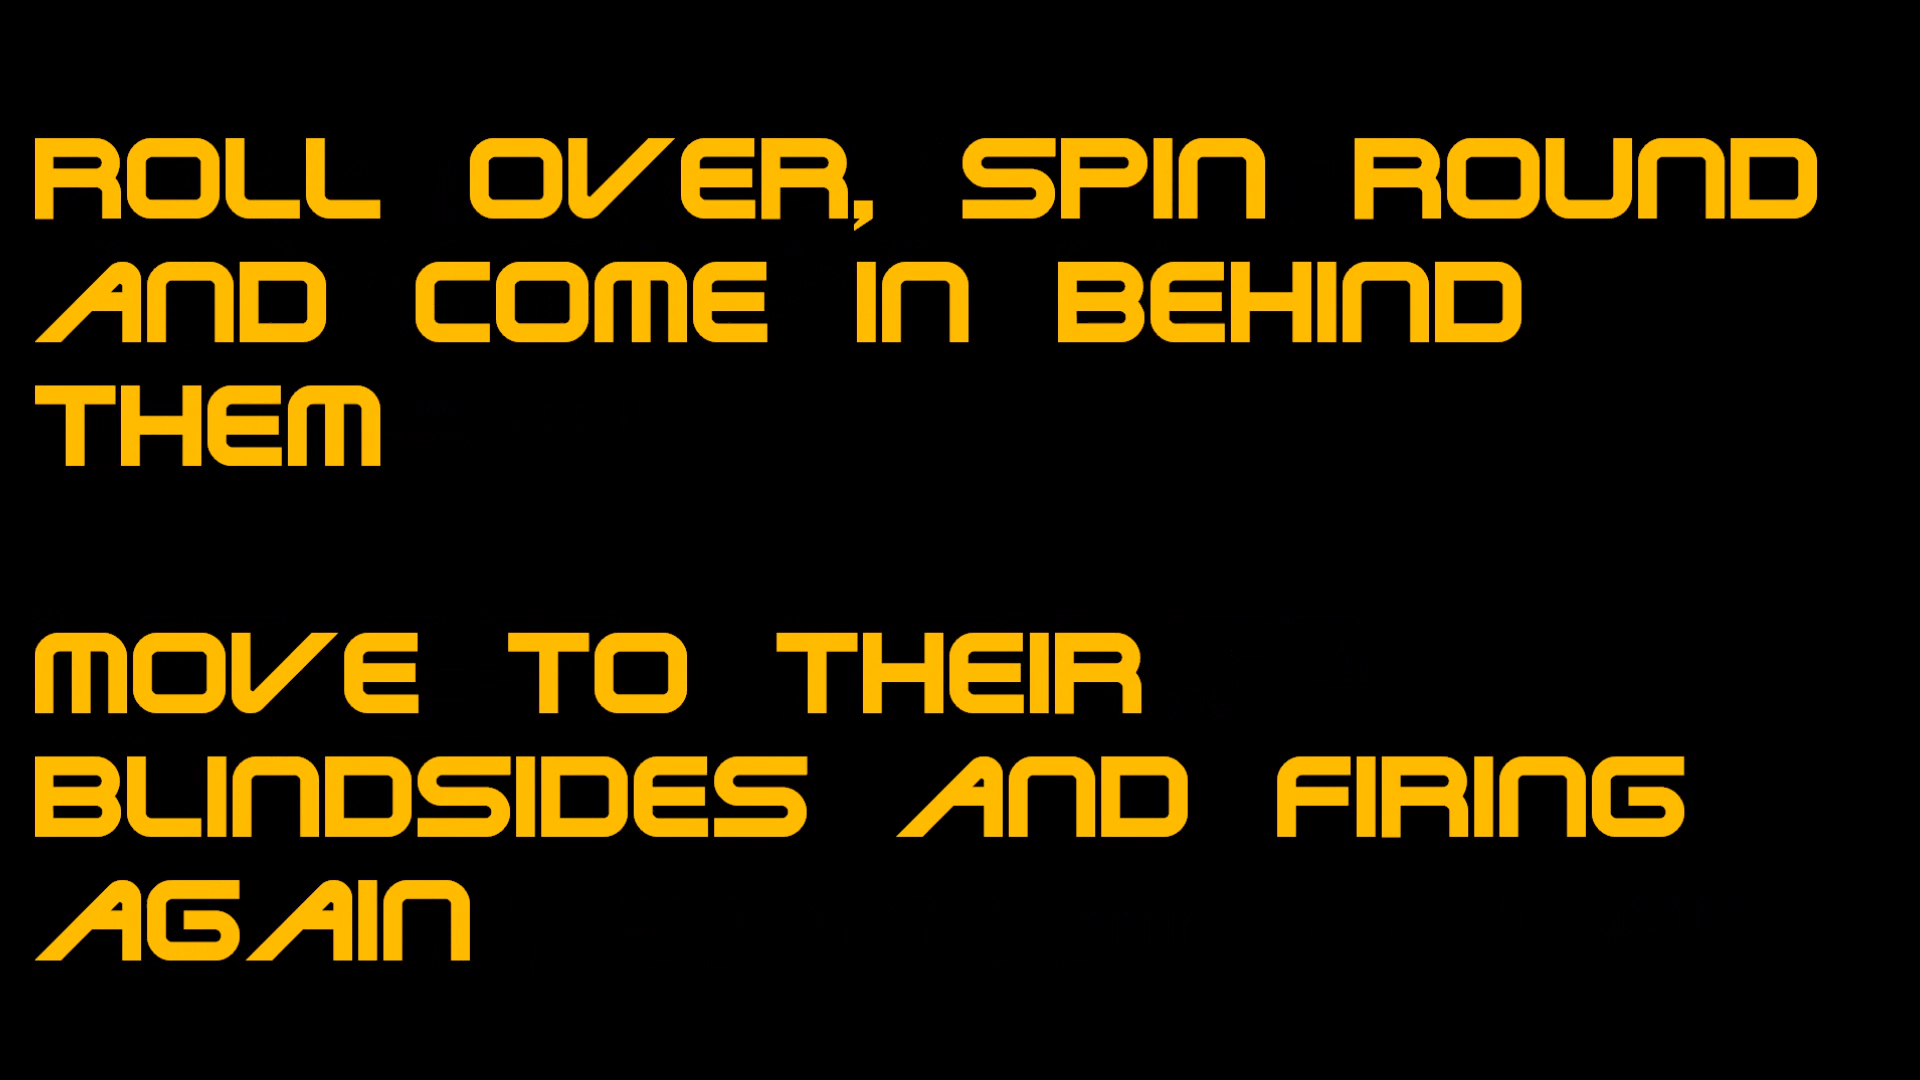 ROLL OVER, SPIN ROUND
AND COME IN BEHIND
THEM
MOVE TO THEIR
BLINDSIDES AND FIRING
AGAIN